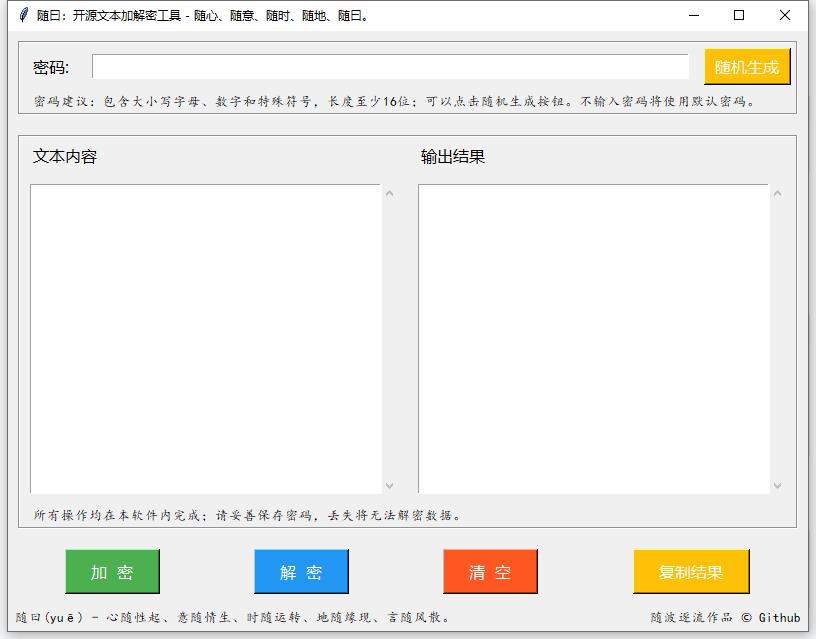 随曰：开源文本加解密工具 - 随心、随意、随时、随地、随曰。
密码:
随机生成
密码建议：包含大小写字母、数字和特殊符号，长度至少16位；可以点击随机生成按钮。不输入密码将使用默认密码。
文本内容
输出结果
所有操作均在本软件内完成；请妥善保存密码，丢失将无法解密数据。
加 密
解 密
清 空
复制结果
随曰(yuē) - 心随性起、意随情生、时随运转、地随缘现、言随风散。
随波逐流作品 © Github